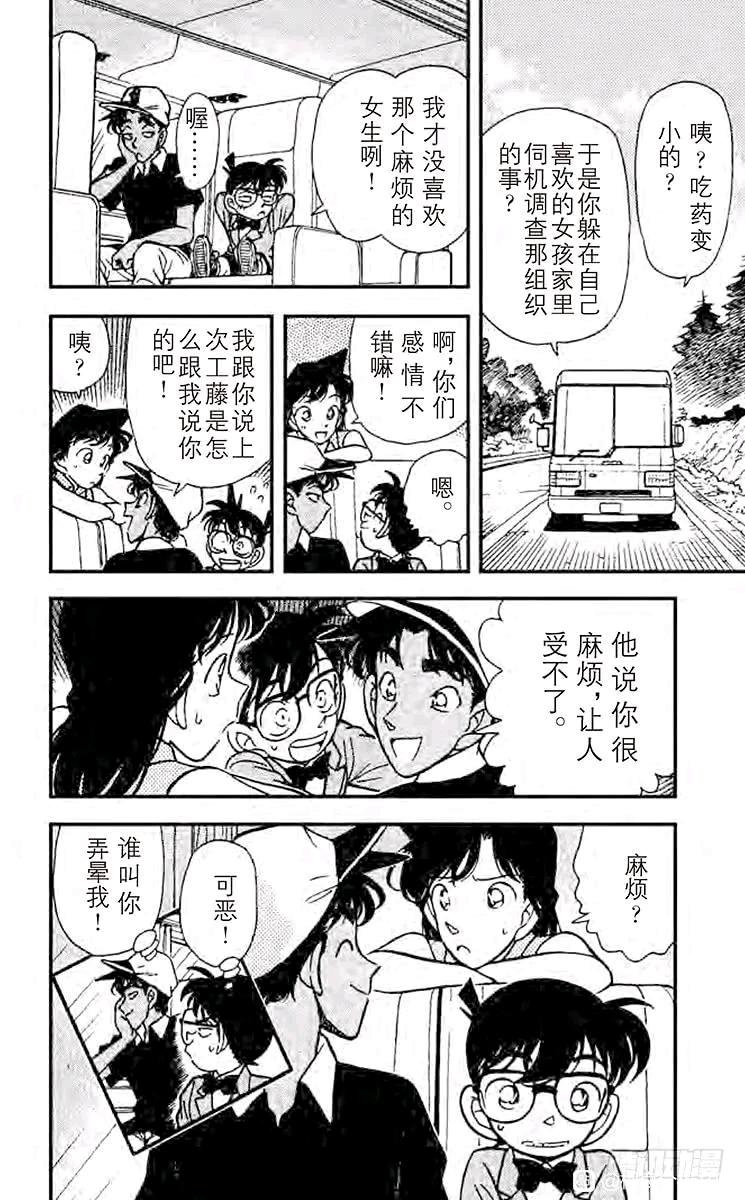 咦？吃药变
小的？
于是你躲在自己
喜欢的女孩家里
伺机调查那组织
的事？
我才没喜欢
那个麻烦的
女生咧！
喔……
啊，你们
感情不
错嘛！
嗯。
我跟你说上
次工藤是怎
么跟我说你
的吧！
咦？
他说你很
麻烦，让人
受不了。
麻烦？
可恶！
谁叫你
弄晕我！